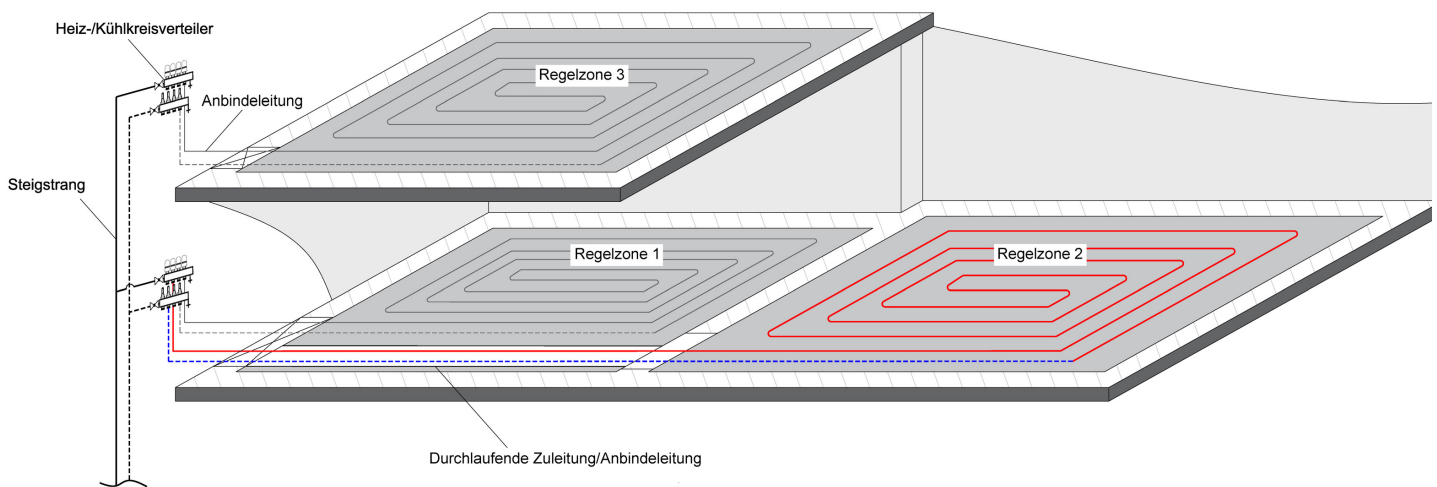 Heiz-/Kühlkreisverteiler
Regelzone 3
Anbindeleitung
Steigstrang
Regelzone 1
Regelzone 2
Durchlaufende Zuleitung/Anbindeleitung